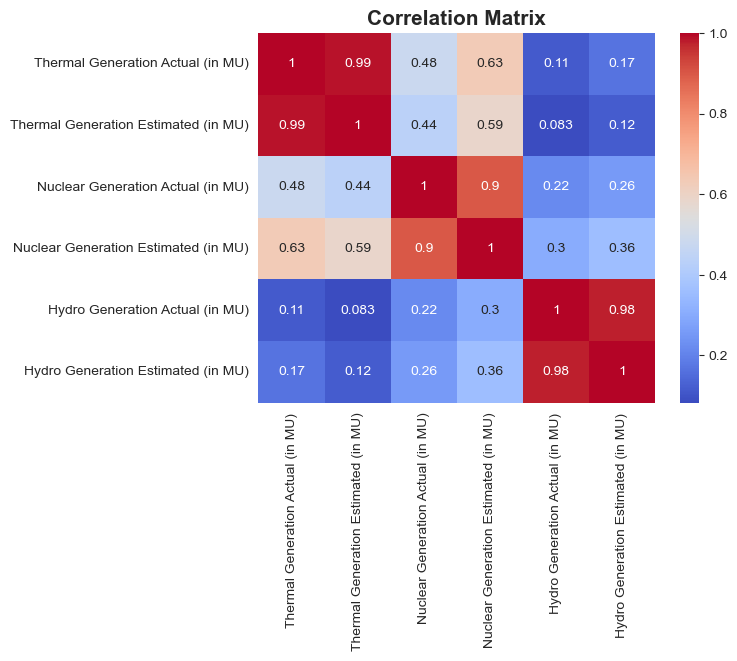 Correlation Matrix
Thermal Generation Actual (in MU)
1 0.99 0.48 0.63 0.11 0.17
Thermal Generation Estimated (in MU)
0.99 1 0.44 0.59 0.083 0.12
Nuclear Generation Actual (in MU)
0.48 0.44 1 0.9 0.22 0.26
Nuclear Generation Estimated (in MU)
0.63 0.59 0.9 1 0.3 0.36
Hydro Generation Actual (in MU)
0.11 0.083 0.22 0.3 1 0.98
Hydro Generation Estimated (in MU)
0.17 0.12 0.26 0.36 0.98 1
Thermal Generation Actual (in MU)
Thermal Generation Estimated (in MU)
Nuclear Generation Actual (in MU)
Nuclear Generation Estimated (in MU)
Hydro Generation Actual (in MU)
Hydro Generation Estimated (in MU)
1.0
0.8
0.6
0.4
0.2